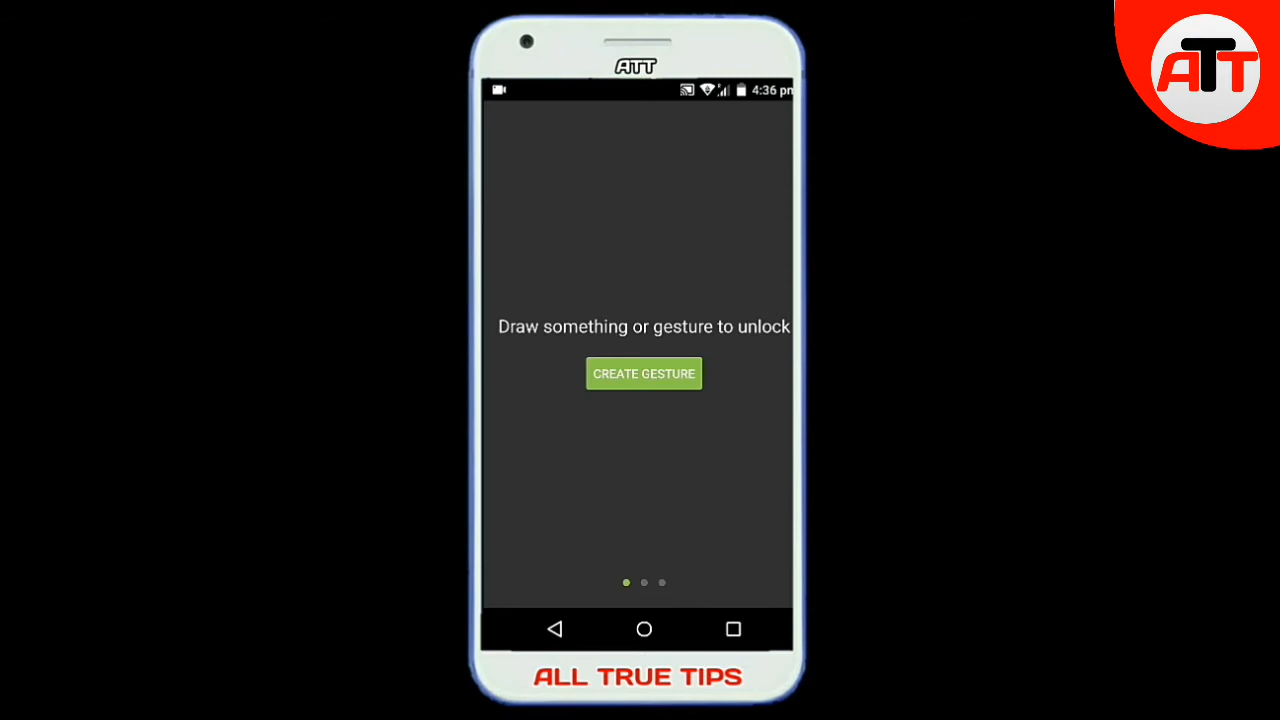 ATT
ATT
4:36 pm
Draw something or gesture to unlock
CREATE GESTURE
ALL TRUE TIPS